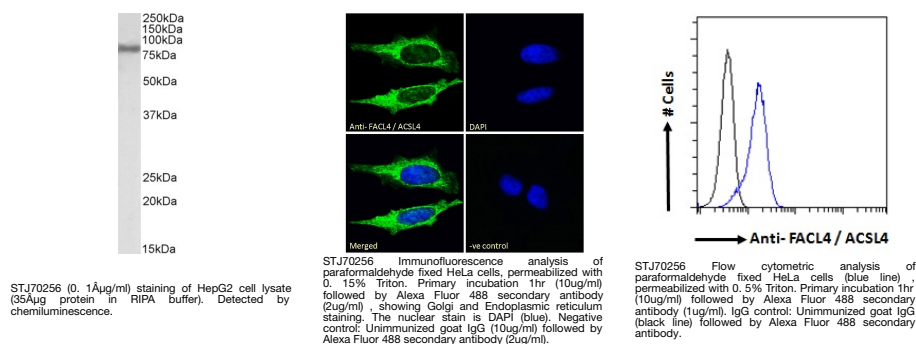 250kDa
150kDa
100kDa
75kDa
50kDa
37kDa
25kDa
20kDa
15kDa
STJ70256 (0. 1Âµg/ml) staining of HepG2 cell lysate
(35Âµg protein in RIPA buffer). Detected by
chemiluminescence.
Anti- FACL4 / ACSL4
DAPI
Merged
-ve control
STJ70256 Immunofluorescence analysis of
paraformaldehyde fixed HeLa cells, permeabilized with
0. 15% Triton. Primary incubation 1hr (10ug/ml)
followed by Alexa Fluor 488 secondary antibody
(2ug/ml) , showing Golgi and Endoplasmic reticulum
staining. The nuclear stain is DAPI (blue). Negative
control: Unimmunized goat IgG (10ug/ml) followed by
Alexa Fluor 488 secondary antibody (2ug/ml).
# Cells
Anti- FACL4 / ACSL4
STJ70256 Flow cytometric analysis of
paraformaldehyde fixed HeLa cells (blue line) ,
permeabilized with 0. 5% Triton. Primary incubation 1hr
(10ug/ml) followed by Alexa Fluor 488 secondary
antibody (1ug/ml). IgG control: Unimmunized goat IgG
(black line) followed by Alexa Fluor 488 secondary
antibody.